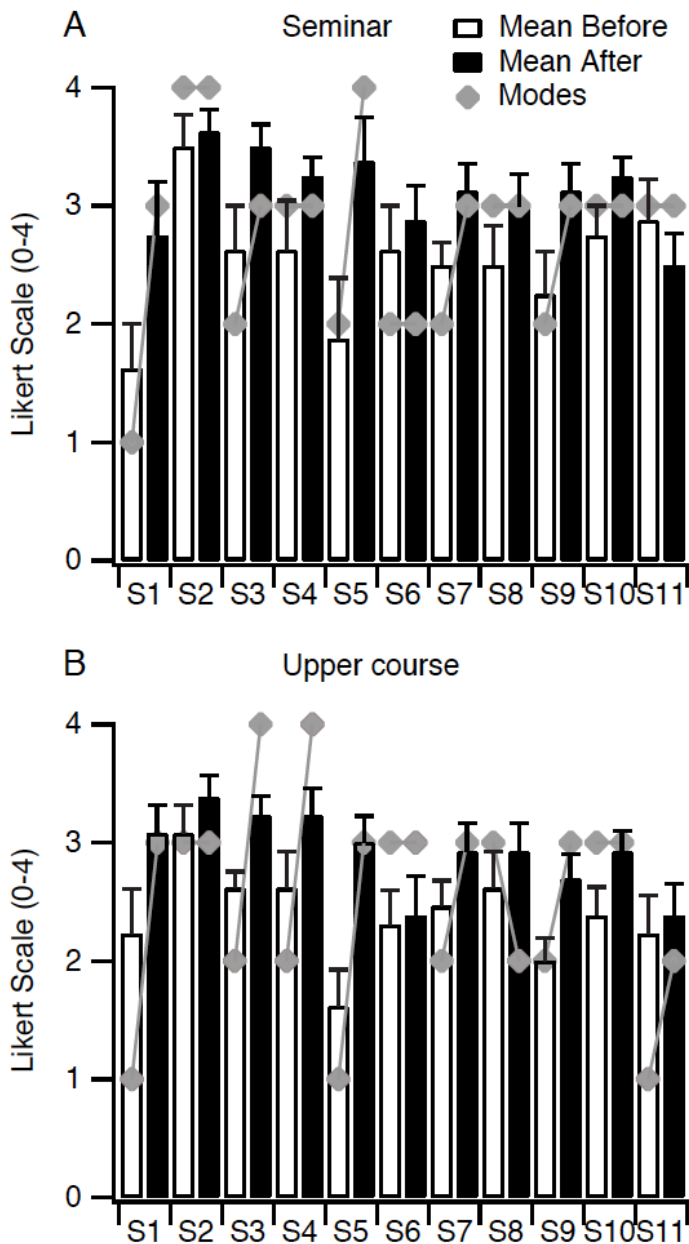 A Seminar Mean Before
Mean After
Modes
4
3
2
1
0
Likert Scale (0-4)
S1 S2 S3 S4 S5 S6 S7 S8 S9 S10 S11
B Upper course
4
3
2
1
0
Likert Scale (0-4)
S1 S2 S3 S4 S5 S6 S7 S8 S9 S10 S11